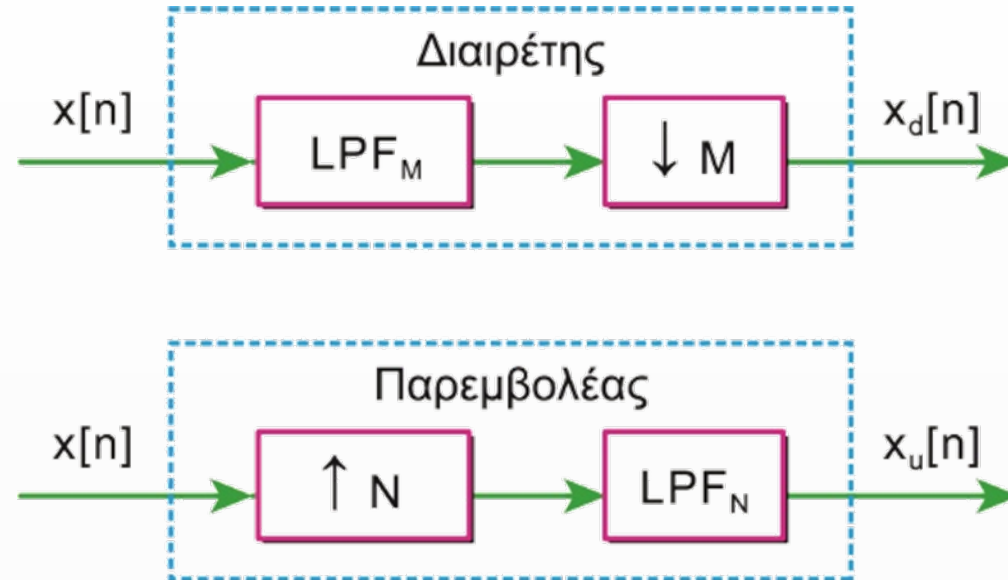 Διαιρέτης
x[n]
LPF_M
↓ M
x_d[n]
Παρεμβολέας
x[n]
↑ N
LPF_N
x_u[n]